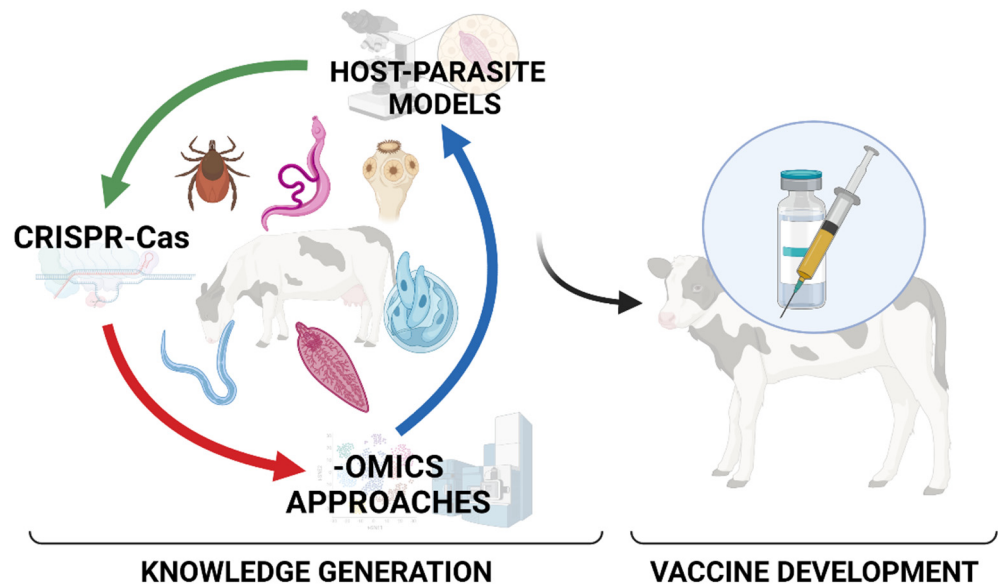 HOST-PARASITE
MODELS
CRISPR-Cas
-OMICS
APPROACHES
KNOWLEDGE GENERATION
VACCINE DEVELOPMENT